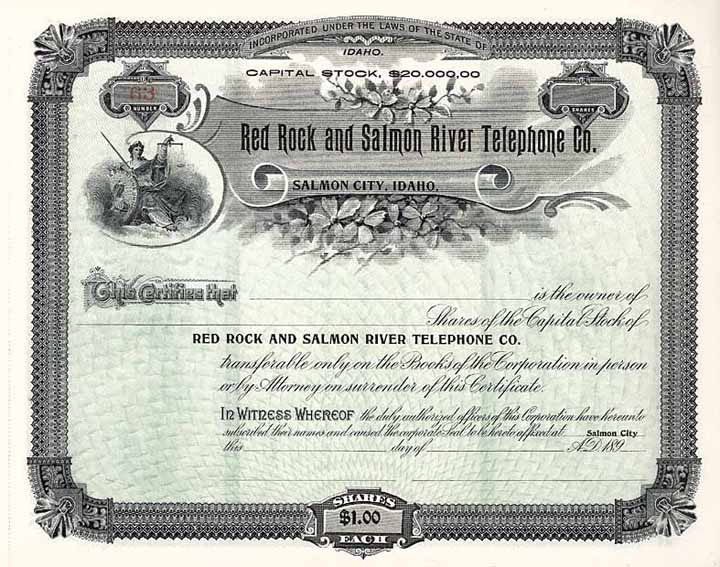 INCORPORATED UNDER THE LAWS OF THE STATE OF
IDAHO.
CAPITAL STOCK, $20.000.00
63
NUMBER
SHARES
Red Rock and Salmon River Telephone Co.
SALMON CITY, IDAHO.
This Certifies that is the owner of
Shares of the Capital Stock of
RED ROCK AND SALMON RIVER TELEPHONE CO.
transferable only on the Books of the Corporation in person
or by Attorney on surrender of this Certificate.
IN WITNESS WHEREOF the duly authorized officers of this Corporation have hereunto
subscribed their names and caused the corporate Seal to be hereto affixed at Salmon City
this day of A.D. 189
SHARES
$1.00
EACH